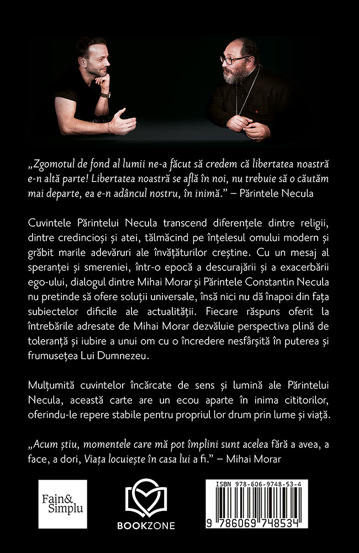 „Zgomotul de fond al lumii ne-a făcut să credem că libertatea noastră
e-n altă parte! Libertatea noastră se află în noi, nu trebuie să o căutăm
mai departe, ea e-n adâncul nostru, în inimă.” – Părintele Necula
Cuvintele Părintelui Necula transcend diferențele dintre religii,
dintre credincioși și atei, tălmăcind pe înțelesul omului modern și
grăbit marile adevăruri ale învățăturilor creștine. Cu un mesaj al
speranței și smereniei, într-o epocă a descurajării și a exacerbării
ego-ului, dialogul dintre Mihai Morar și Părintele Constantin Necula
nu pretinde să ofere soluții universale, însă nici nu dă înapoi din fața
subiectelor dificile ale actualității. Fiecare răspuns oferit la
întrebările adresate de Mihai Morar dezvăluie perspectiva plină de
toleranță și iubire a unui om cu o încredere nesfârșită în puterea și
frumusețea Lui Dumnezeu.
Mulțumită cuvintelor încărcate de sens și lumină ale Părintelui
Necula, această carte are un ecou aparte în inima cititorilor,
oferindu-le repere stabile pentru propriul lor drum prin lume și viață.
„Acum știu, momentele care mă pot împlini sunt acelea fără a avea, a
face, a dori, Viața locuiește în casa lui a fi.” – Mihai Morar
Fain&
Simplu
BOOKZONE
ISBN 978-606-9748-53-4
9 786069 748534